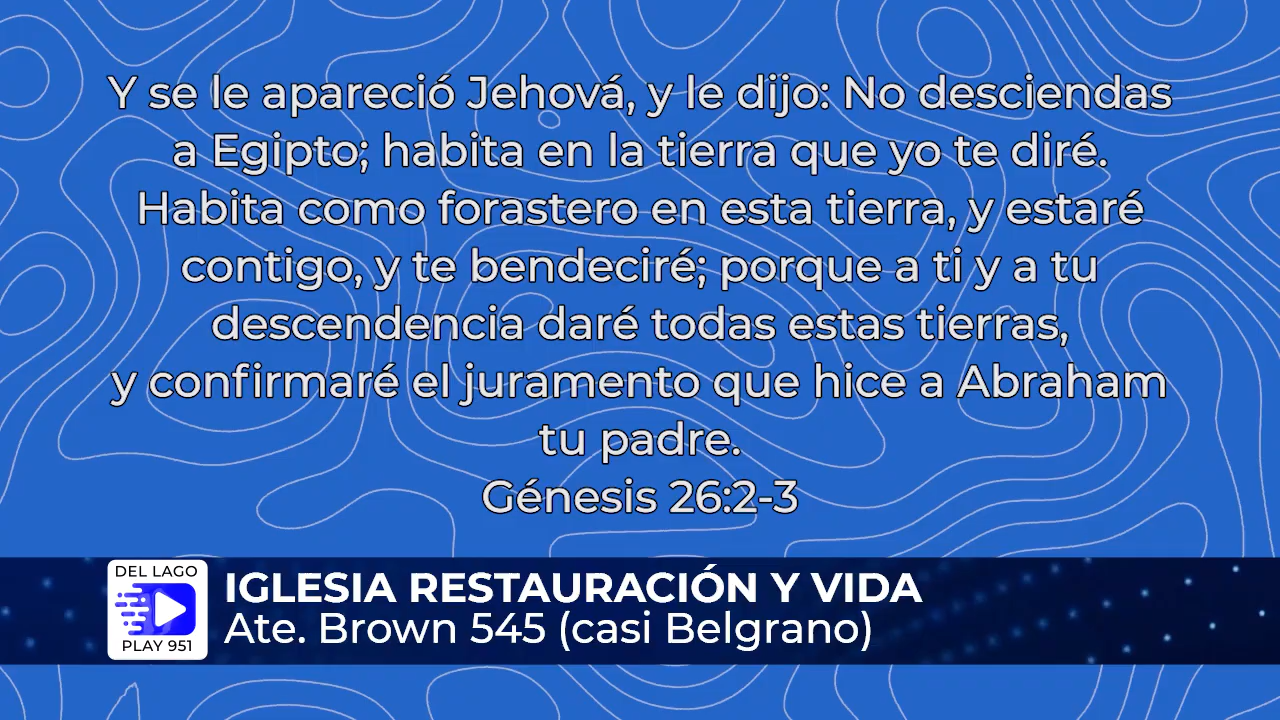 Y se le apareció Jehová, y le dijo: No desciendas
a Egipto; habita en la tierra que yo te diré.
Habita como forastero en esta tierra, y estaré
contigo, y te bendeciré; porque a ti y a tu
descendencia daré todas estas tierras,
y confirmaré el juramento que hice a Abraham
tu padre.
Génesis 26:2-3
DEL LAGO
PLAY 951
IGLESIA RESTAURACIÓN Y VIDA
Ate. Brown 545 (casi Belgrano)